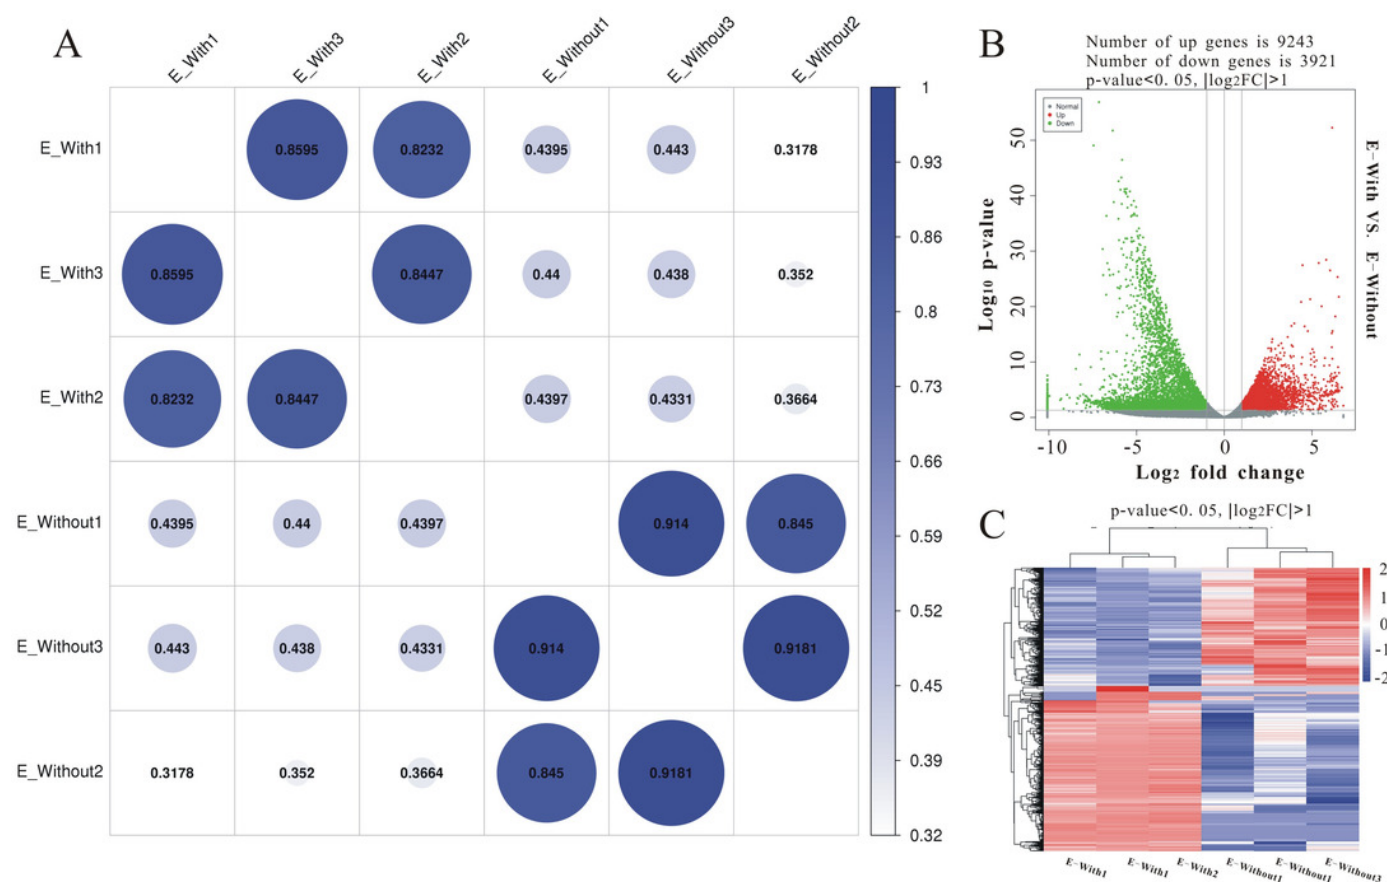 A
E_With1 E_With3 E_With2 E_Without1 E_Without3 E_Without2
E_With1 0.8595 0.8232 0.4395 0.443 0.3178
E_With3 0.8595 0.8447 0.44 0.438 0.352
E_With2 0.8232 0.8447 0.4397 0.4331 0.3664
E_Without1 0.4395 0.44 0.4397 0.914 0.845
E_Without3 0.443 0.438 0.4331 0.914 0.9181
E_Without2 0.3178 0.352 0.3664 0.845 0.9181
1
0.93
0.86
0.8
0.73
0.66
0.59
0.52
0.45
0.39
0.32
B
Number of up genes is 9243
Number of down genes is 3921
p-value<0. 05, |log2FC|>1
Normal
Up
Down
Log10 p-value
50
40
30
20
10
0
-10 -5 0 5
Log2 fold change
E-With VS. E-Without
C
p-value<0. 05, |log2FC|>1
2
1
0
-1
-2
E-With1 E-With1 E-With2 E-Without1 E-Without1 E-Without3